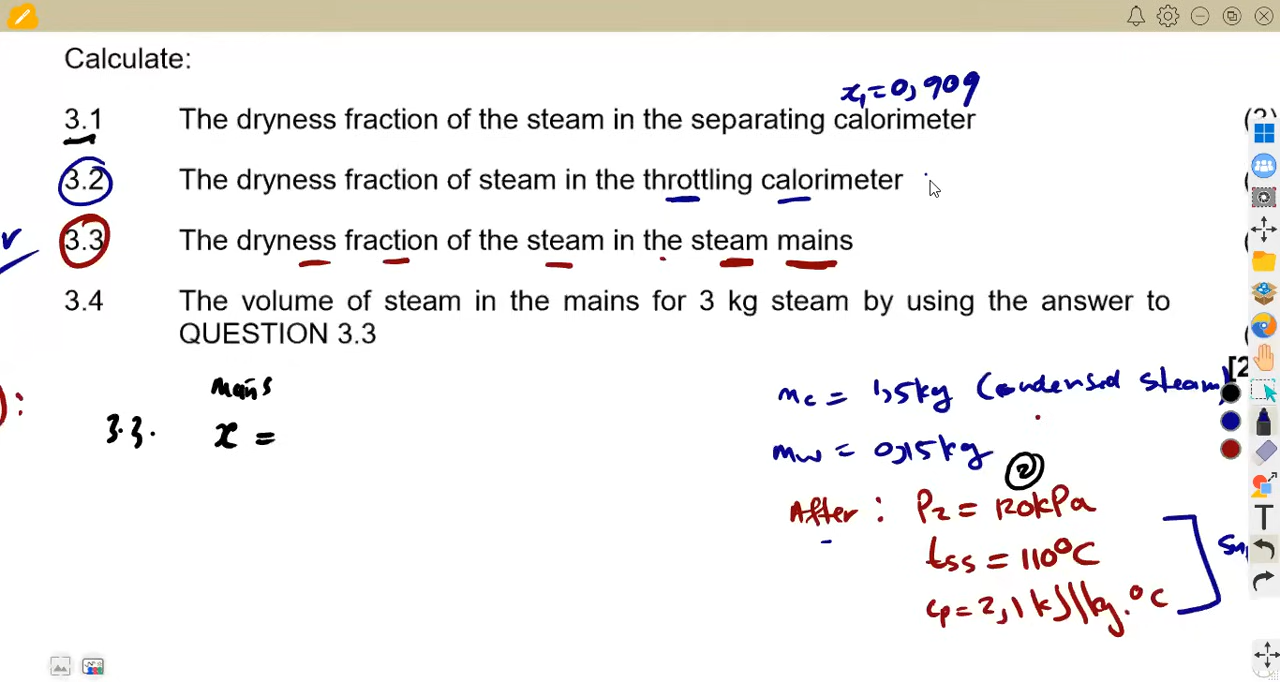 Calculate:
x₁ = 0,909
3.1 The dryness fraction of the steam in the separating calorimeter
3.2 The dryness fraction of steam in the throttling calorimeter
3.3 The dryness fraction of the steam in the steam mains
3.4 The volume of steam in the mains for 3 kg steam by using the answer to
QUESTION 3.3
mains
3.3. x =
mc = 1,5kg (condensed steam)
mw = 0,15kg
②
After : P2 = 120kPa
tss = 110°C
cp = 2,1 kJ/kg.°C